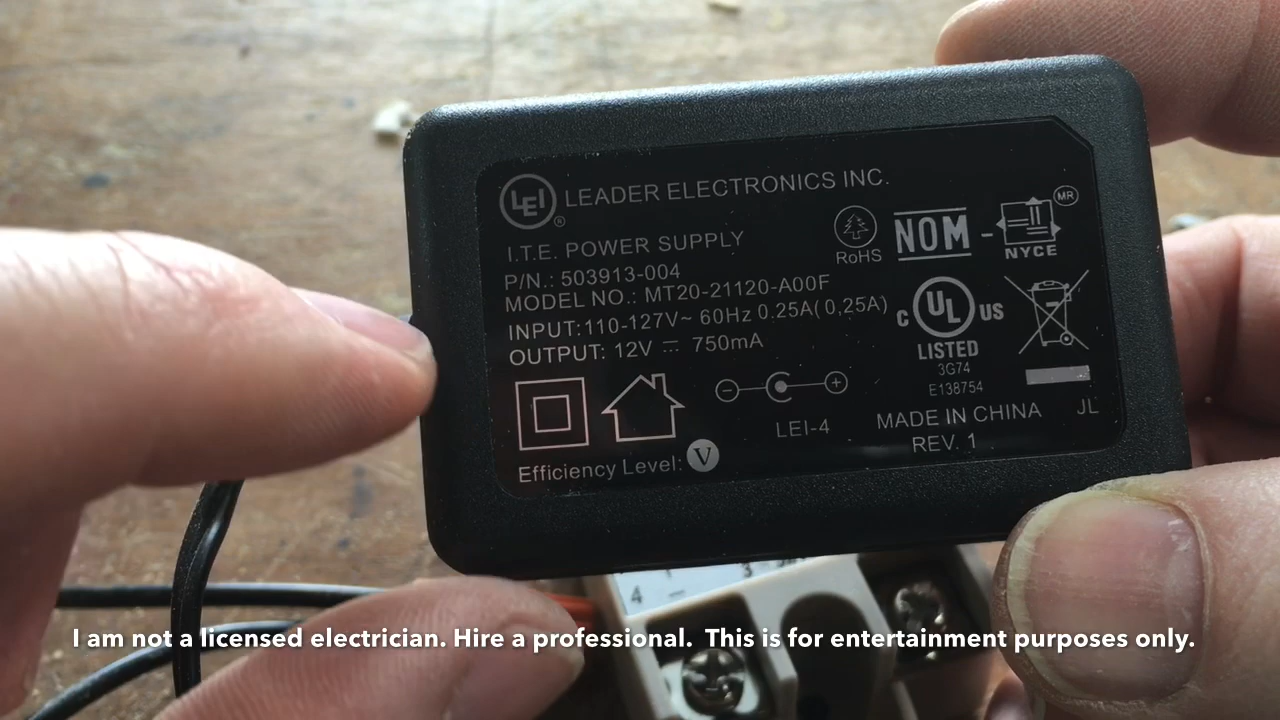 LEI® LEADER ELECTRONICS INC.
I.T.E. POWER SUPPLY
P/N.: 503913-004
MODEL NO.: MT20-21120-A00F
INPUT:110-127V~ 60Hz 0.25A(0,25A)
OUTPUT: 12V ⎓ 750mA
RoHS
NOM - NYCE MR
C UL US
LISTED
3G74
E138754
- C +
LEI-4
MADE IN CHINA JL
REV. 1
Efficiency Level: V
4 3
I am not a licensed electrician. Hire a professional. This is for entertainment purposes only.